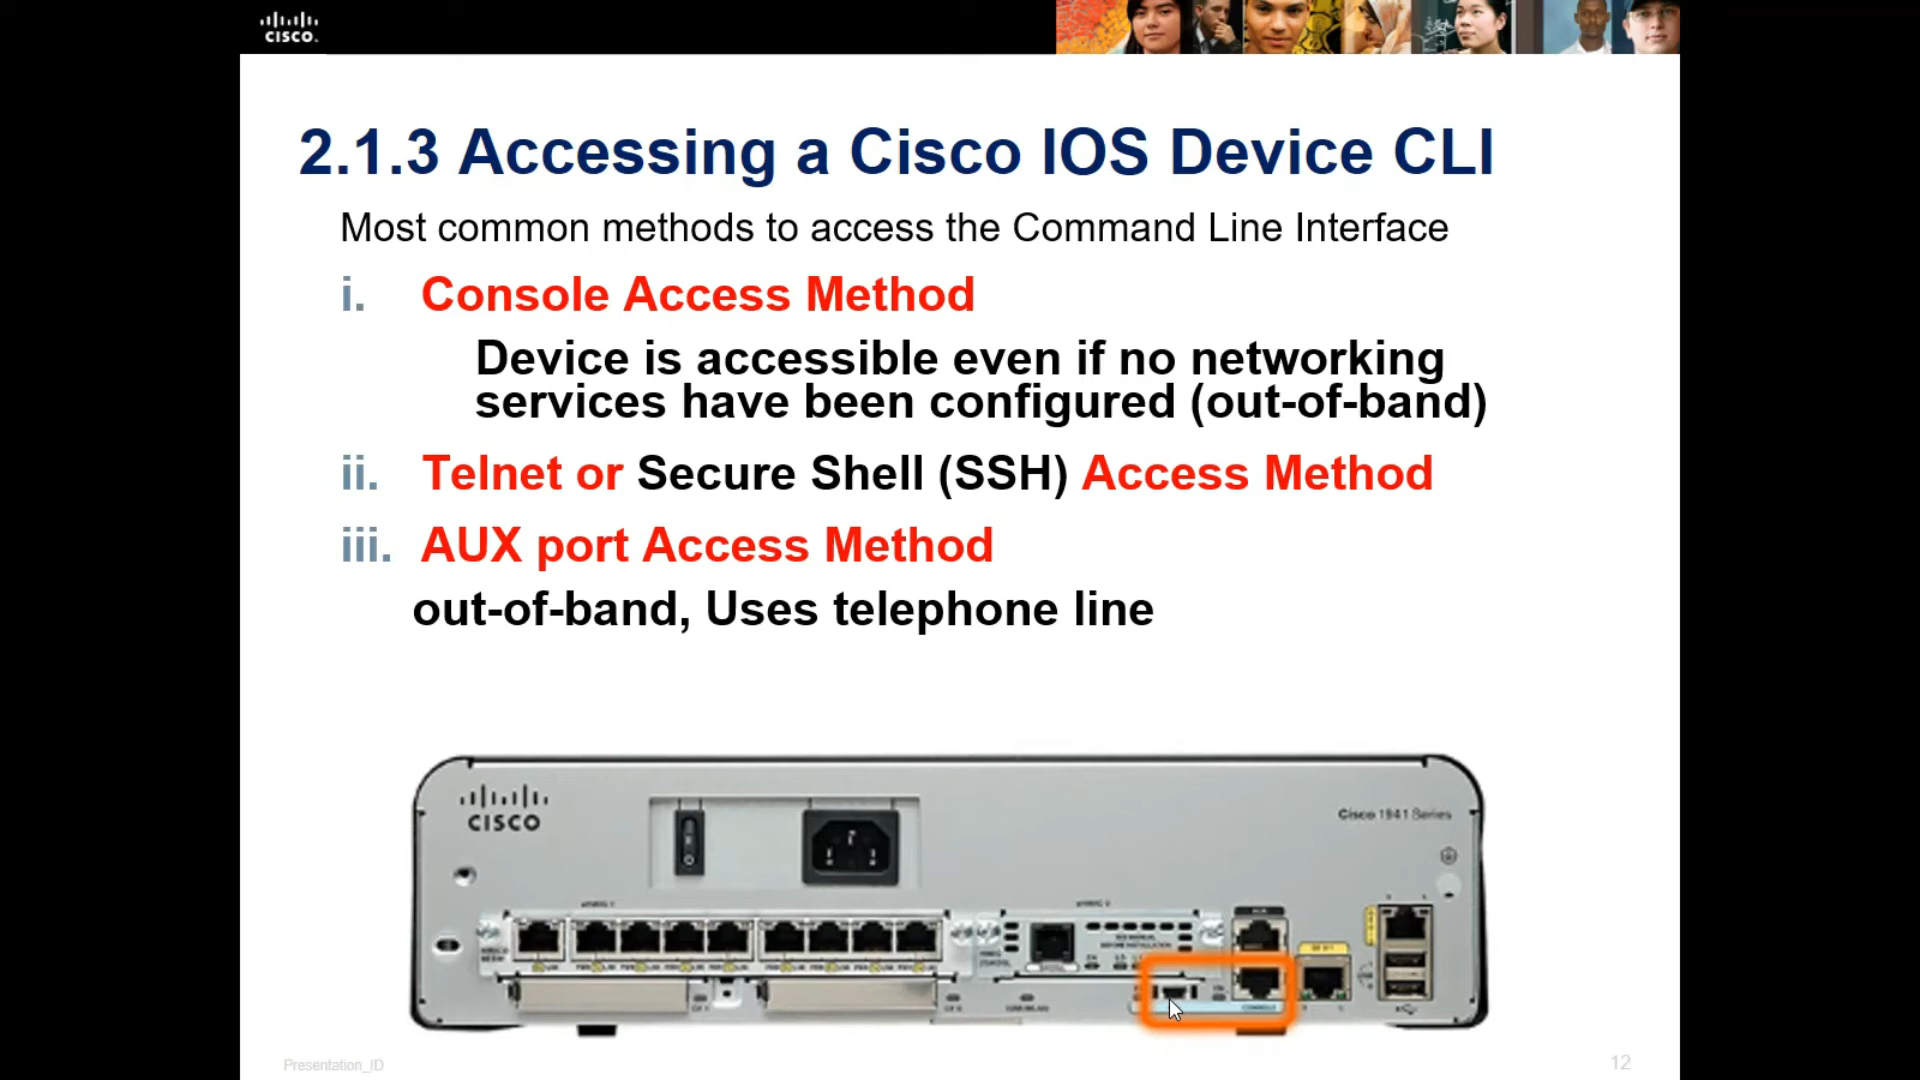 CISCO
2.1.3 Accessing a Cisco IOS Device CLI
Most common methods to access the Command Line Interface
i. Console Access Method
Device is accessible even if no networking
services have been configured (out-of-band)
ii. Telnet or Secure Shell (SSH) Access Method
iii. AUX port Access Method
out-of-band, Uses telephone line
CISCO
Cisco 1941 Series
Presentation_ID
12